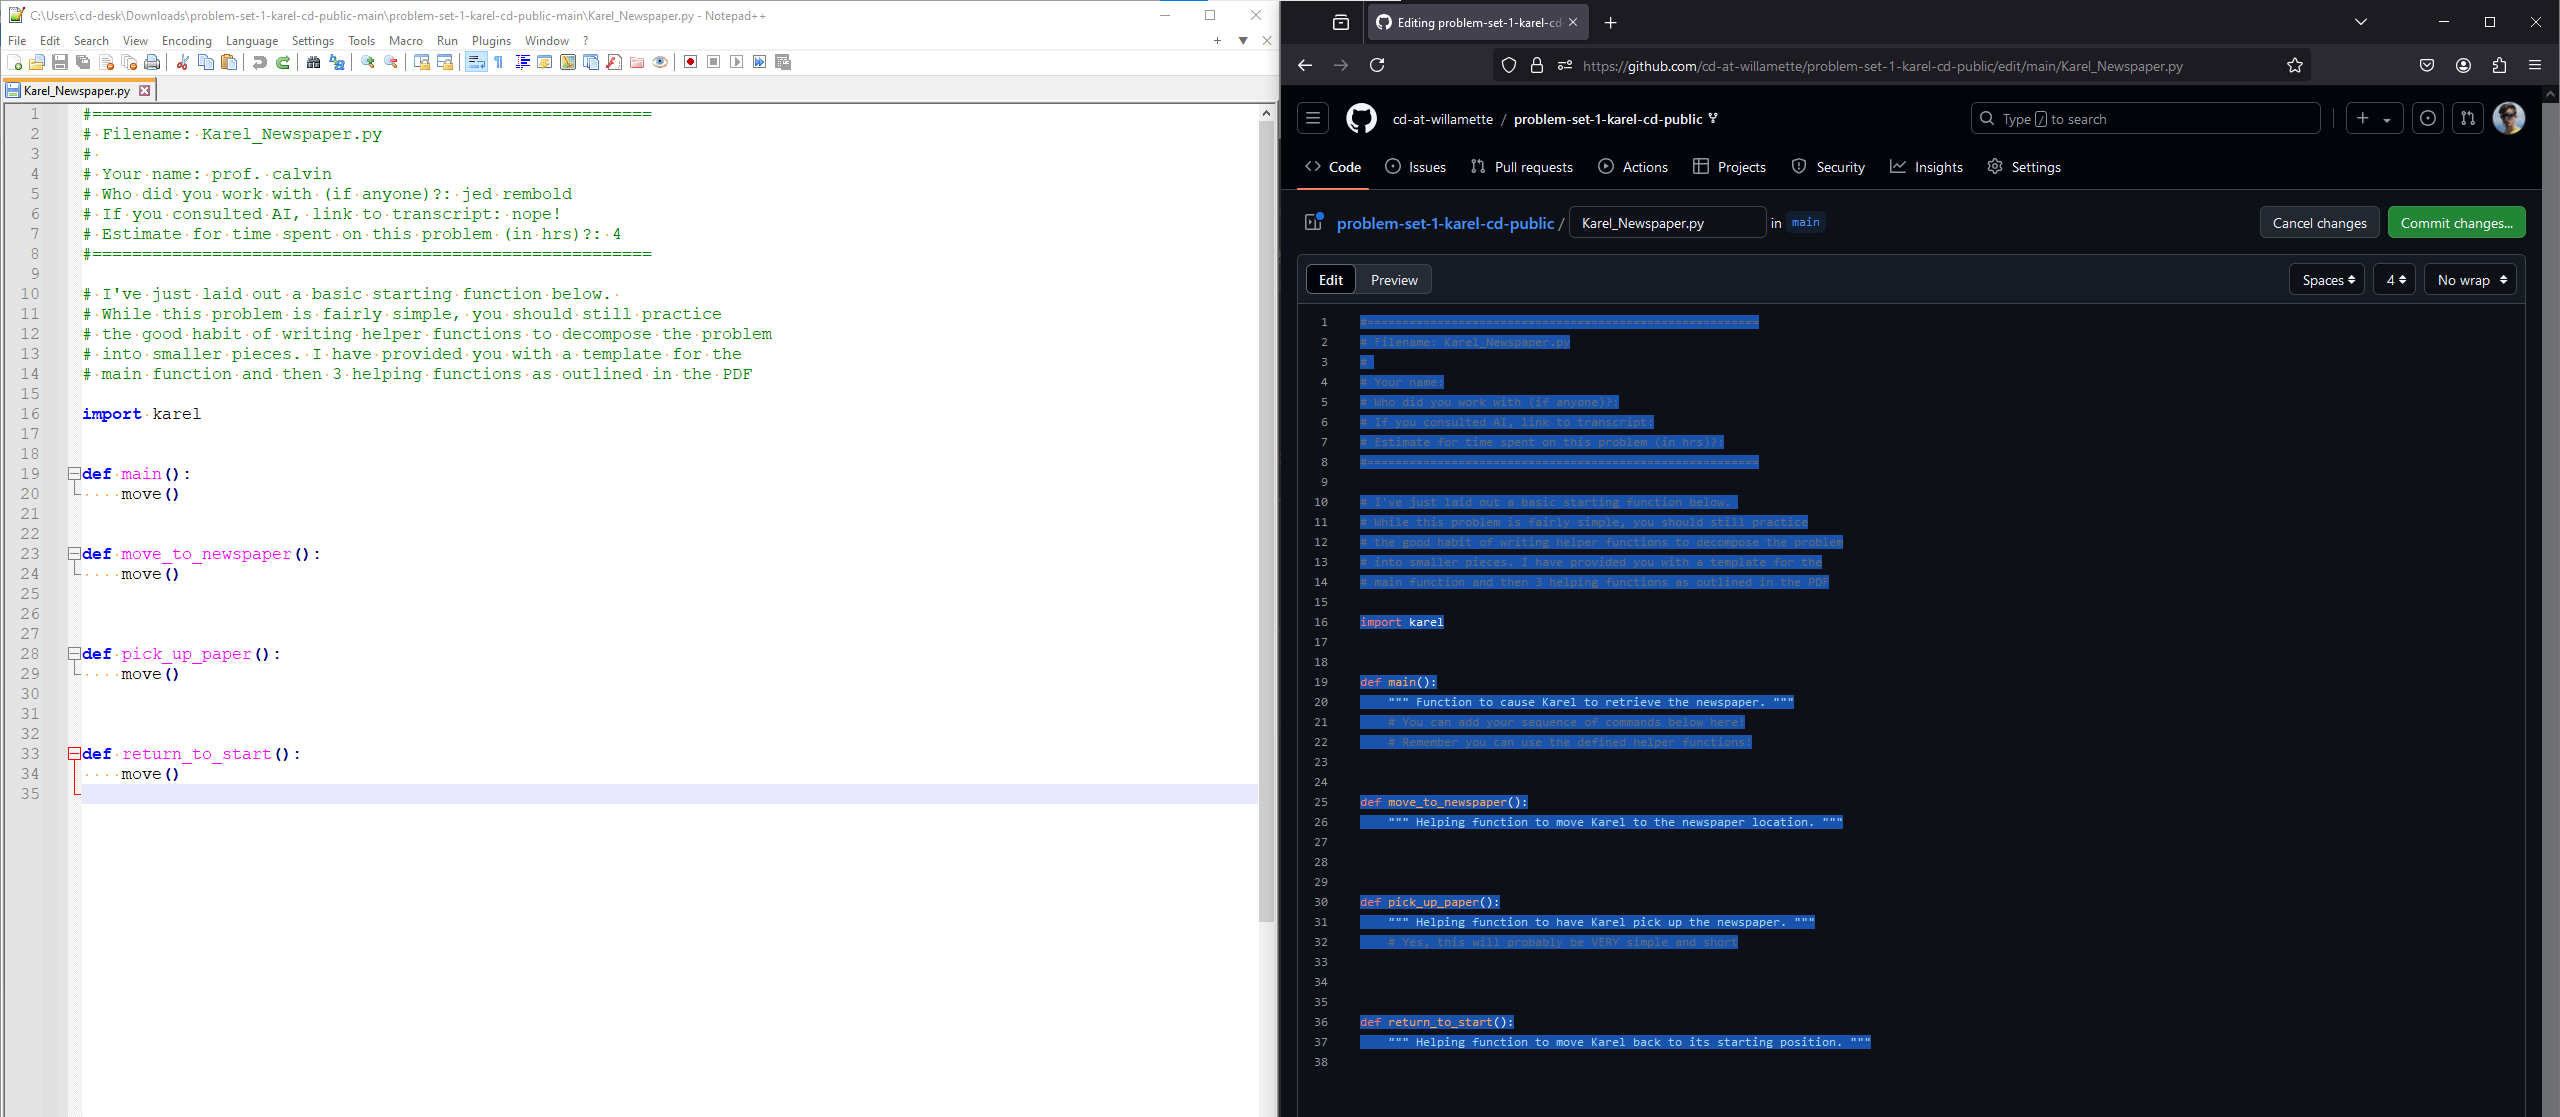 C:\Users\cd-desk\Downloads\problem-set-1-karel-cd-public-main\problem-set-1-karel-cd-public-main\Karel_Newspaper.py - Notepad++
File Edit Search View Encoding Language Settings Tools Macro Run Plugins Window ?
Karel_Newspaper.py
1 #========================================================
2 # Filename: Karel_Newspaper.py
3 #
4 # Your name: prof. calvin
5 # Who did you work with (if anyone)?: jed rembold
6 # If you consulted AI, link to transcript: nope!
7 # Estimate for time spent on this problem (in hrs)?: 4
8 #========================================================
9
10 # I've just laid out a basic starting function below.
11 # While this problem is fairly simple, you should still practice
12 # the good habit of writing helper functions to decompose the problem
13 # into smaller pieces. I have provided you with a template for the
14 # main function and then 3 helping functions as outlined in the PDF
15
16 import karel
17
18
19 def main():
20     move()
21
22
23 def move_to_newspaper():
24     move()
25
26
27
28 def pick_up_paper():
29     move()
30
31
32
33 def return_to_start():
34     move()
35
Editing problem-set-1-karel-cd-
https://github.com/cd-at-willamette/problem-set-1-karel-cd-public/edit/main/Karel_Newspaper.py
cd-at-willamette / problem-set-1-karel-cd-public
Type / to search
Code Issues Pull requests Actions Projects Security Insights Settings
problem-set-1-karel-cd-public / Karel_Newspaper.py in main
Cancel changes Commit changes...
Edit Preview
Spaces 4 No wrap
1 #========================================================
2 # Filename: Karel_Newspaper.py
3 #
4 # Your name:
5 # Who did you work with (if anyone)?:
6 # If you consulted AI, link to transcript:
7 # Estimate for time spent on this problem (in hrs)?:
8 #========================================================
9
10 # I've just laid out a basic starting function below.
11 # While this problem is fairly simple, you should still practice
12 # the good habit of writing helper functions to decompose the problem
13 # into smaller pieces. I have provided you with a template for the
14 # main function and then 3 helping functions as outlined in the PDF
15
16 import karel
17
18
19 def main():
20     """ Function to cause Karel to retrieve the newspaper. """
21     # You can add your sequence of commands below here!
22     # Remember you can use the defined helper functions!
23
24
25 def move_to_newspaper():
26     """ Helping function to move Karel to the newspaper location. """
27
28
29
30 def pick_up_paper():
31     """ Helping function to have Karel pick up the newspaper. """
32     # Yes, this will probably be VERY simple and short
33
34
35
36 def return_to_start():
37     """ Helping function to move Karel back to its starting position. """
38